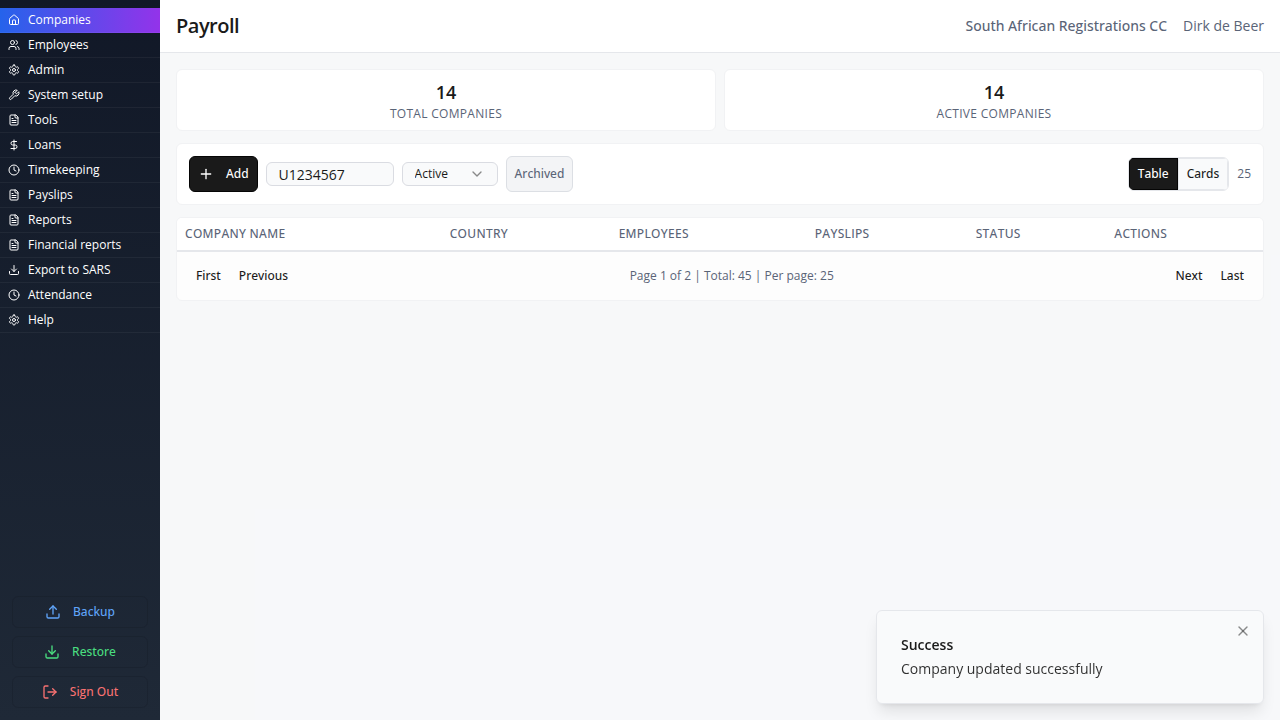 Companies
Employees
Admin
System setup
Tools
Loans
Timekeeping
Payslips
Reports
Financial reports
Export to SARS
Attendance
Help
Backup
Restore
Sign Out
Payroll
South African Registrations CC Dirk de Beer
14
TOTAL COMPANIES
14
ACTIVE COMPANIES
Add U1234567 Active Archived Table Cards 25
COMPANY NAME COUNTRY EMPLOYEES PAYSLIPS STATUS ACTIONS
First Previous Page 1 of 2 | Total: 45 | Per page: 25 Next Last
Success
Company updated successfully